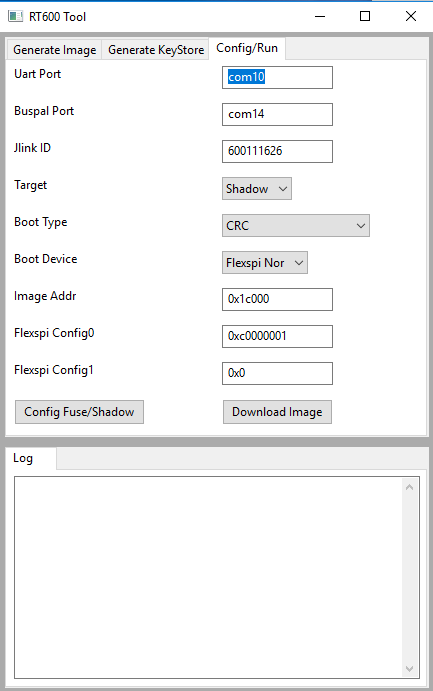 RT600 Tool
Generate Image Generate KeyStore Config/Run
Uart Port com10
Buspal Port com14
Jlink ID 600111626
Target Shadow
Boot Type CRC
Boot Device Flexspi Nor
Image Addr 0x1c000
Flexspi Config0 0xc0000001
Flexspi Config1 0x0
Config Fuse/Shadow Download Image
Log